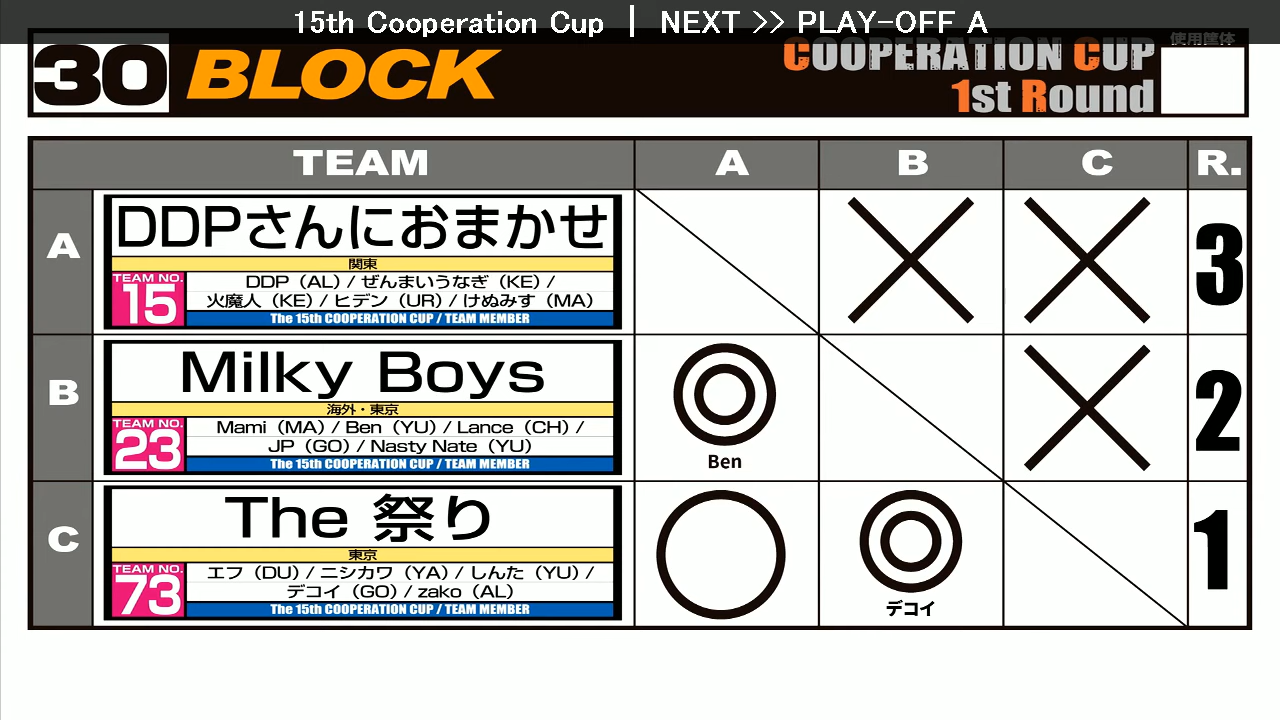 15th Cooperation Cup | NEXT >> PLAY-OFF A
30 BLOCK
COOPERATION CUP
1st Round
使用筐体
TEAM A B C R.
A
DDPさんにおまかせ
関東
TEAM NO.
15
DDP（AL）/ ぜんまいうなぎ（KE）/
火魔人（KE）/ ヒデン（UR）/ けぬみす（MA）
The 15th COOPERATION CUP / TEAM MEMBER
3
B
Milky Boys
海外・東京
TEAM NO.
23
Mami（MA）/ Ben（YU）/ Lance（CH）/
JP（GO）/ Nasty Nate（YU）
The 15th COOPERATION CUP / TEAM MEMBER
Ben
2
C
The 祭り
東京
TEAM NO.
73
エフ（DU）/ ニシカワ（YA）/ しんた（YU）/
デコイ（GO）/ zako（AL）
The 15th COOPERATION CUP / TEAM MEMBER
デコイ
1